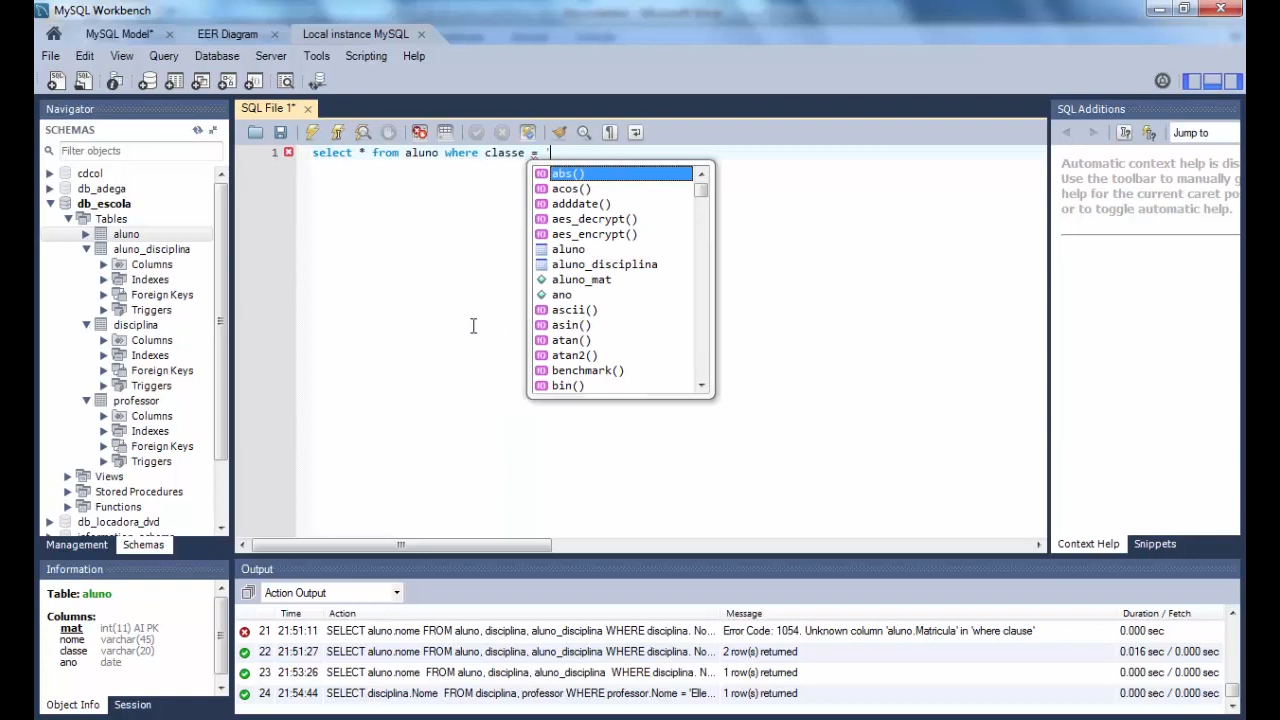 MySQL Workbench
MySQL Model* EER Diagram Local instance MySQL
File Edit View Query Database Server Tools Scripting Help
Navigator
SCHEMAS
Filter objects
cdcol
db_adega
db_escola
Tables
aluno
aluno_disciplina
Columns
Indexes
Foreign Keys
Triggers
disciplina
Columns
Indexes
Foreign Keys
Triggers
professor
Columns
Indexes
Foreign Keys
Triggers
Views
Stored Procedures
Functions
db_locadora_dvd
information_schema
Management Schemas
Information
Table: aluno
Columns:
mat int(11) AI PK
nome varchar(45)
classe varchar(20)
ano date
Object Info Session
SQL File 1*
1 select * from aluno where classe = '
abs()
acos()
adddate()
aes_decrypt()
aes_encrypt()
aluno
aluno_disciplina
aluno_mat
ano
ascii()
asin()
atan()
atan2()
benchmark()
bin()
SQL Additions
Jump to
Automatic context help is dis
Use the toolbar to manually g
help for the current caret po
or to toggle automatic help.
Context Help Snippets
Output
Action Output
Time Action Message Duration / Fetch
21 21:51:11 SELECT aluno.nome FROM aluno, disciplina, aluno_disciplina WHERE disciplina. No... Error Code: 1054. Unknown column 'aluno.Matricula' in 'where clause' 0.000 sec
22 21:51:27 SELECT aluno.nome FROM aluno, disciplina, aluno_disciplina WHERE disciplina. No... 2 row(s) returned 0.016 sec / 0.000 sec
23 21:53:26 SELECT aluno.nome FROM aluno, disciplina, aluno_disciplina WHERE disciplina. N... 1 row(s) returned 0.000 sec / 0.000 sec
24 21:54:44 SELECT disciplina.Nome FROM disciplina, professor WHERE professor.Nome = 'Elle... 1 row(s) returned 0.000 sec / 0.000 sec